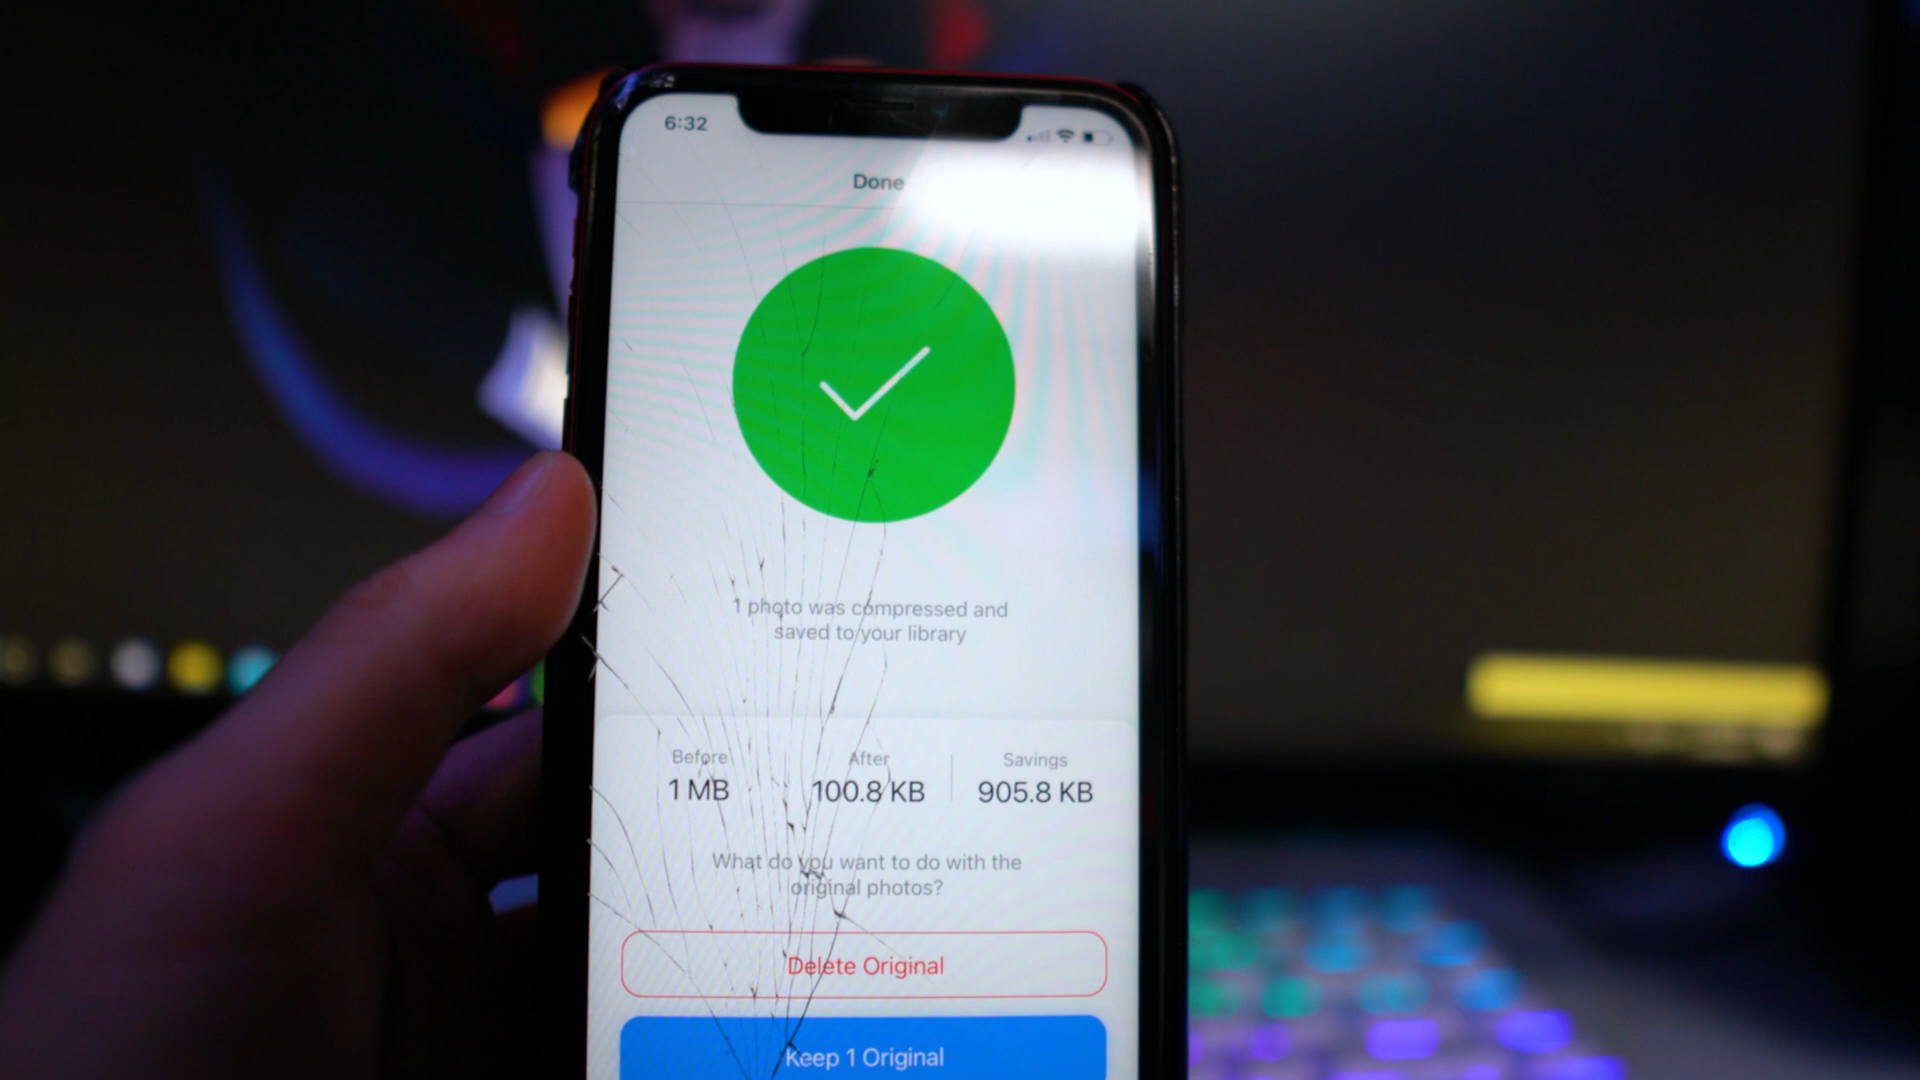 6:32
Done
1 photo was compressed and
saved to your library
Before After Savings
1 MB 100.8 KB 905.8 KB
What do you want to do with the
original photos?
Delete Original
Keep 1 Original